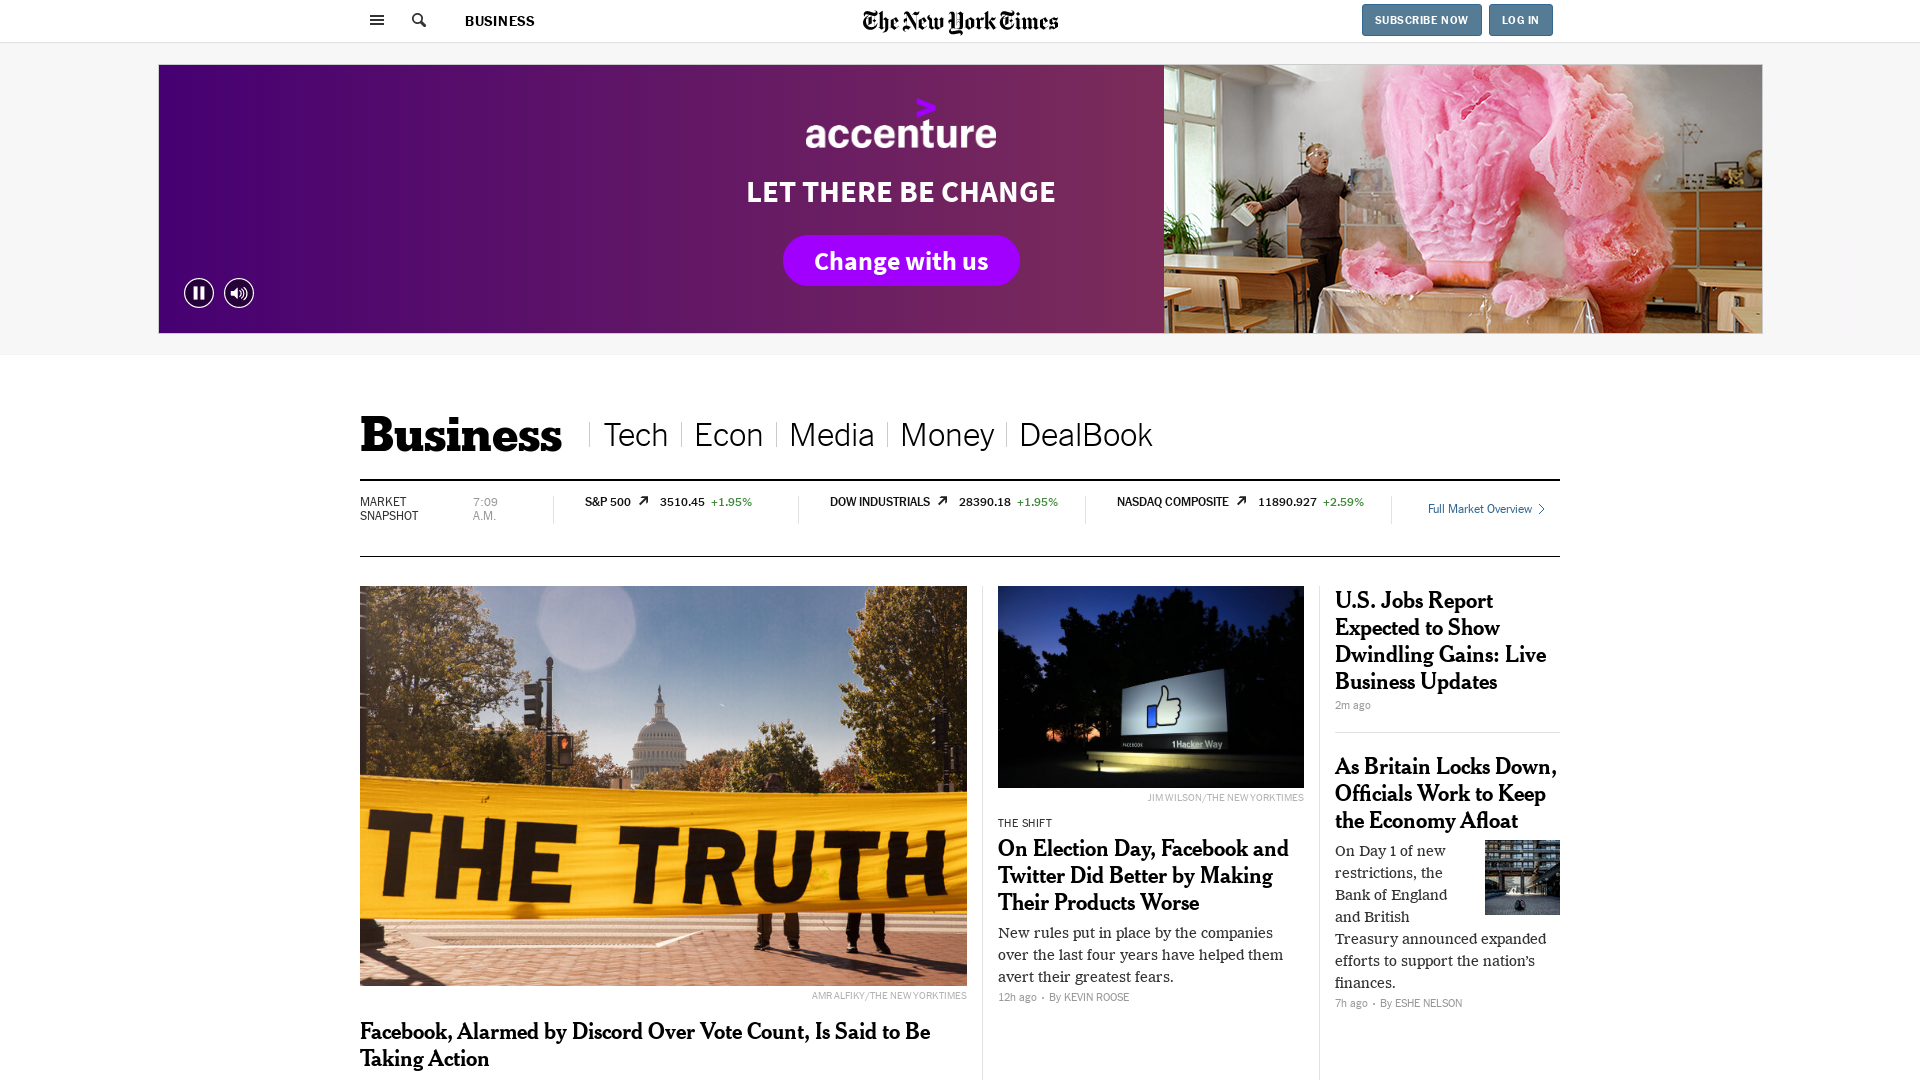 BUSINESS
The New York Times
SUBSCRIBE NOW
LOG IN
>
accenture
LET THERE BE CHANGE
Change with us
Business
Tech
Econ
Media
Money
DealBook
MARKET
SNAPSHOT
7:09
A.M.
S&P 500 3510.45 +1.95%
DOW INDUSTRIALS 28390.18 +1.95%
NASDAQ COMPOSITE 11890.927 +2.59%
Full Market Overview
THE TRUTH
AMR ALFIKY/THE NEW YORK TIMES
Facebook, Alarmed by Discord Over Vote Count, Is Said to Be
Taking Action
FACEBOOK
1 Hacker Way
JIM WILSON/THE NEW YORK TIMES
THE SHIFT
On Election Day, Facebook and
Twitter Did Better by Making
Their Products Worse
New rules put in place by the companies
over the last four years have helped them
avert their greatest fears.
12h ago · By KEVIN ROOSE
U.S. Jobs Report
Expected to Show
Dwindling Gains: Live
Business Updates
2m ago
As Britain Locks Down,
Officials Work to Keep
the Economy Afloat
On Day 1 of new
restrictions, the
Bank of England
and British
Treasury announced expanded
efforts to support the nation’s
finances.
7h ago · By ESHE NELSON